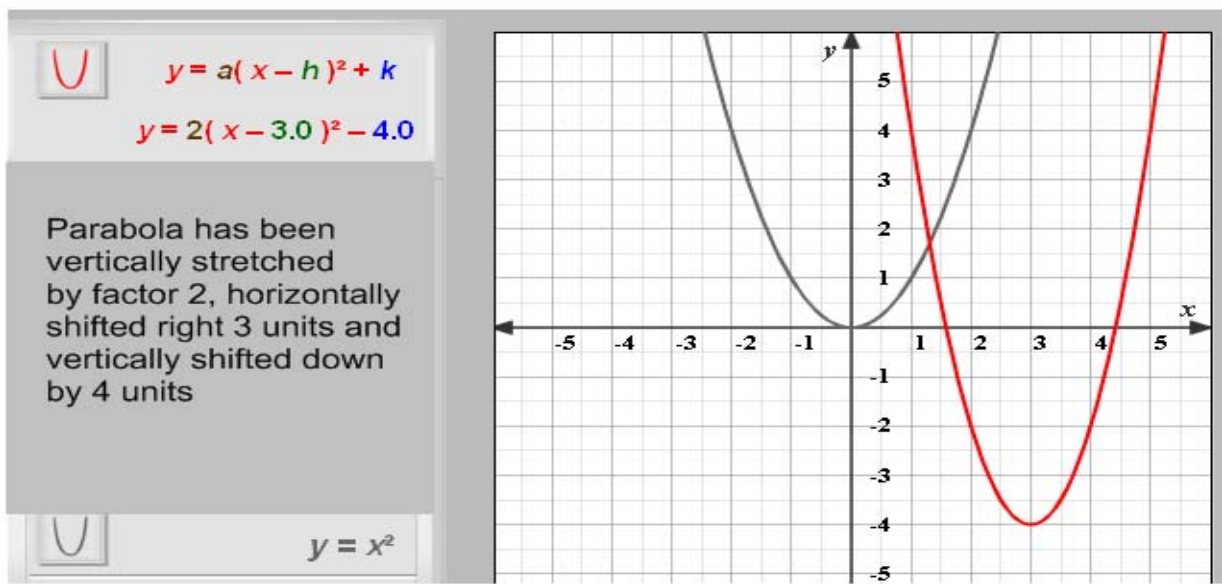 y = a( x – h )² + k
y = 2( x – 3.0 )² – 4.0
Parabola has been
vertically stretched
by factor 2, horizontally
shifted right 3 units and
vertically shifted down
by 4 units
y = x²
y
5
4
3
2
1
x
-5 -4 -3 -2 -1 1 2 3 4 5
-1
-2
-3
-4
-5